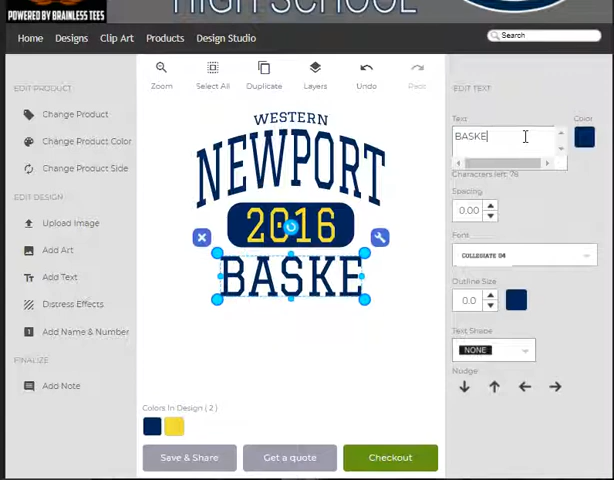 HIGH SCHOOL
POWERED BY BRAINLESS TEES
Home Designs Clip Art Products Design Studio
Search
EDIT PRODUCT
Change Product
Change Product Color
Change Product Side
EDIT DESIGN
Upload Image
Add Art
Add Text
Distress Effects
Add Name & Number
FINALIZE
Add Note
Zoom
Select All
Duplicate
Layers
Undo
Redo
WESTERN
NEWPORT
2016
BASKE
Colors In Design ( 2 )
Save & Share
Get a quote
Checkout
EDIT TEXT
Text
Color
BASKE
Characters left: 76
Spacing
0.00
Font
COLLEGIATE 04
Outline Size
0.0
Text Shape
NONE
Nudge